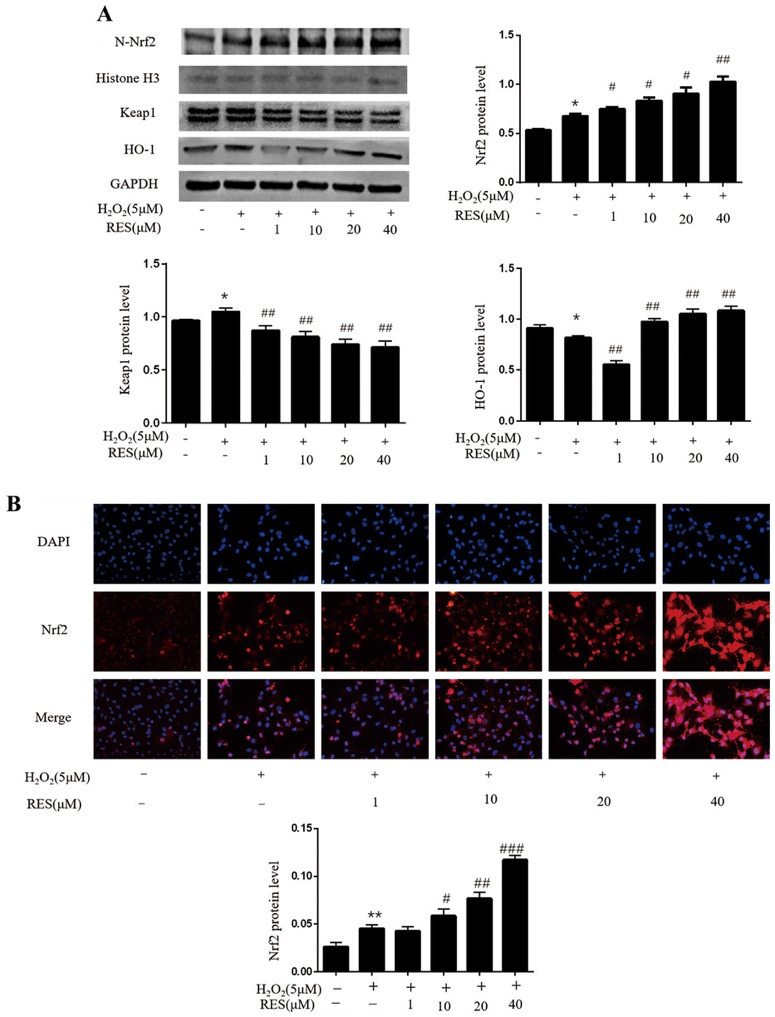 A
N-Nrf2
Histone H3
Keap1
HO-1
GAPDH
H₂O₂(5μM) - + + + + +
RES(μM) - - 1 10 20 40
Nrf2 protein level
1.5
1.0
0.5
0.0
* # # # ##
H₂O₂(5μM) - + + + + +
RES(μM) - - 1 10 20 40
Keap1 protein level
1.5
1.0
0.5
0.0
* ## ## ## ##
H₂O₂(5μM) - + + + + +
RES(μM) - - 1 10 20 40
HO-1 protein level
1.5
1.0
0.5
0.0
* ## ## ## ##
H₂O₂(5μM) - + + + + +
RES(μM) - - 1 10 20 40
B
DAPI
Nrf2
Merge
H₂O₂(5μM) – + + + + +
RES(μM) – – 1 10 20 40
Nrf2 protein level
0.15
0.10
0.05
0.00
** # ## ###
H₂O₂(5μM) – + + + + +
RES(μM) – – 1 10 20 40